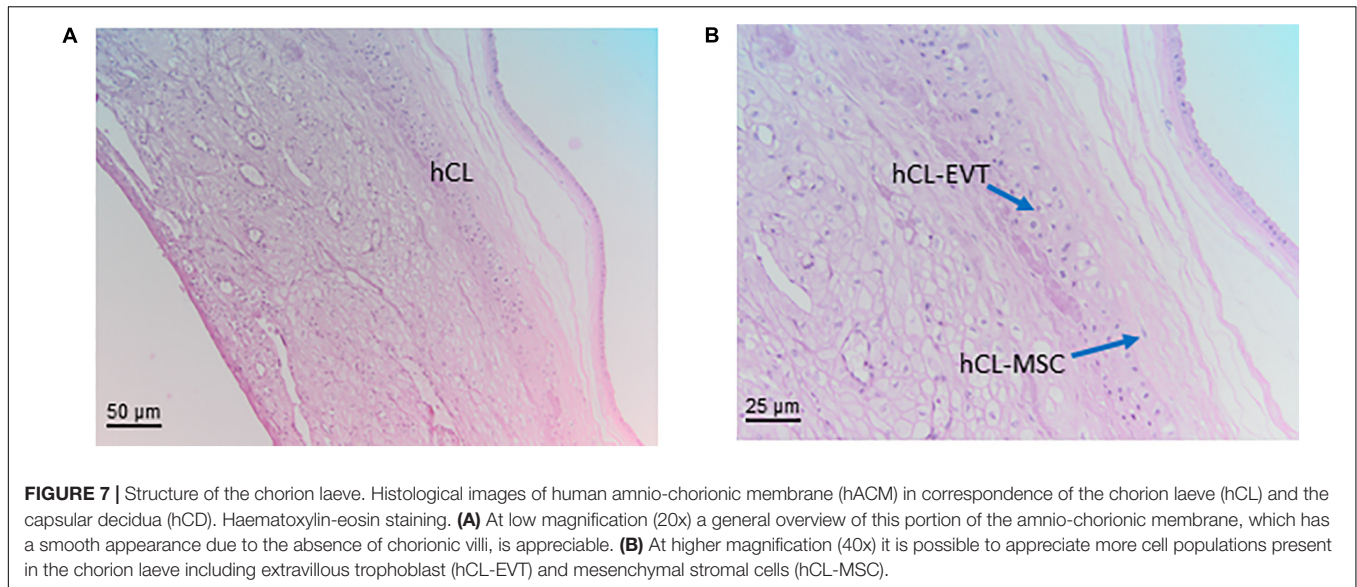 A
B
hCL
hCL-EVT
hCL-MSC
50 µm
25 µm
FIGURE 7 | Structure of the chorion laeve. Histological images of human amnio-chorionic membrane (hACM) in correspondence of the chorion laeve (hCL) and the
capsular decidua (hCD). Haematoxylin-eosin staining. (A) At low magnification (20x) a general overview of this portion of the amnio-chorionic membrane, which has
a smooth appearance due to the absence of chorionic villi, is appreciable. (B) At higher magnification (40x) it is possible to appreciate more cell populations present
in the chorion laeve including extravillous trophoblast (hCL-EVT) and mesenchymal stromal cells (hCL-MSC).